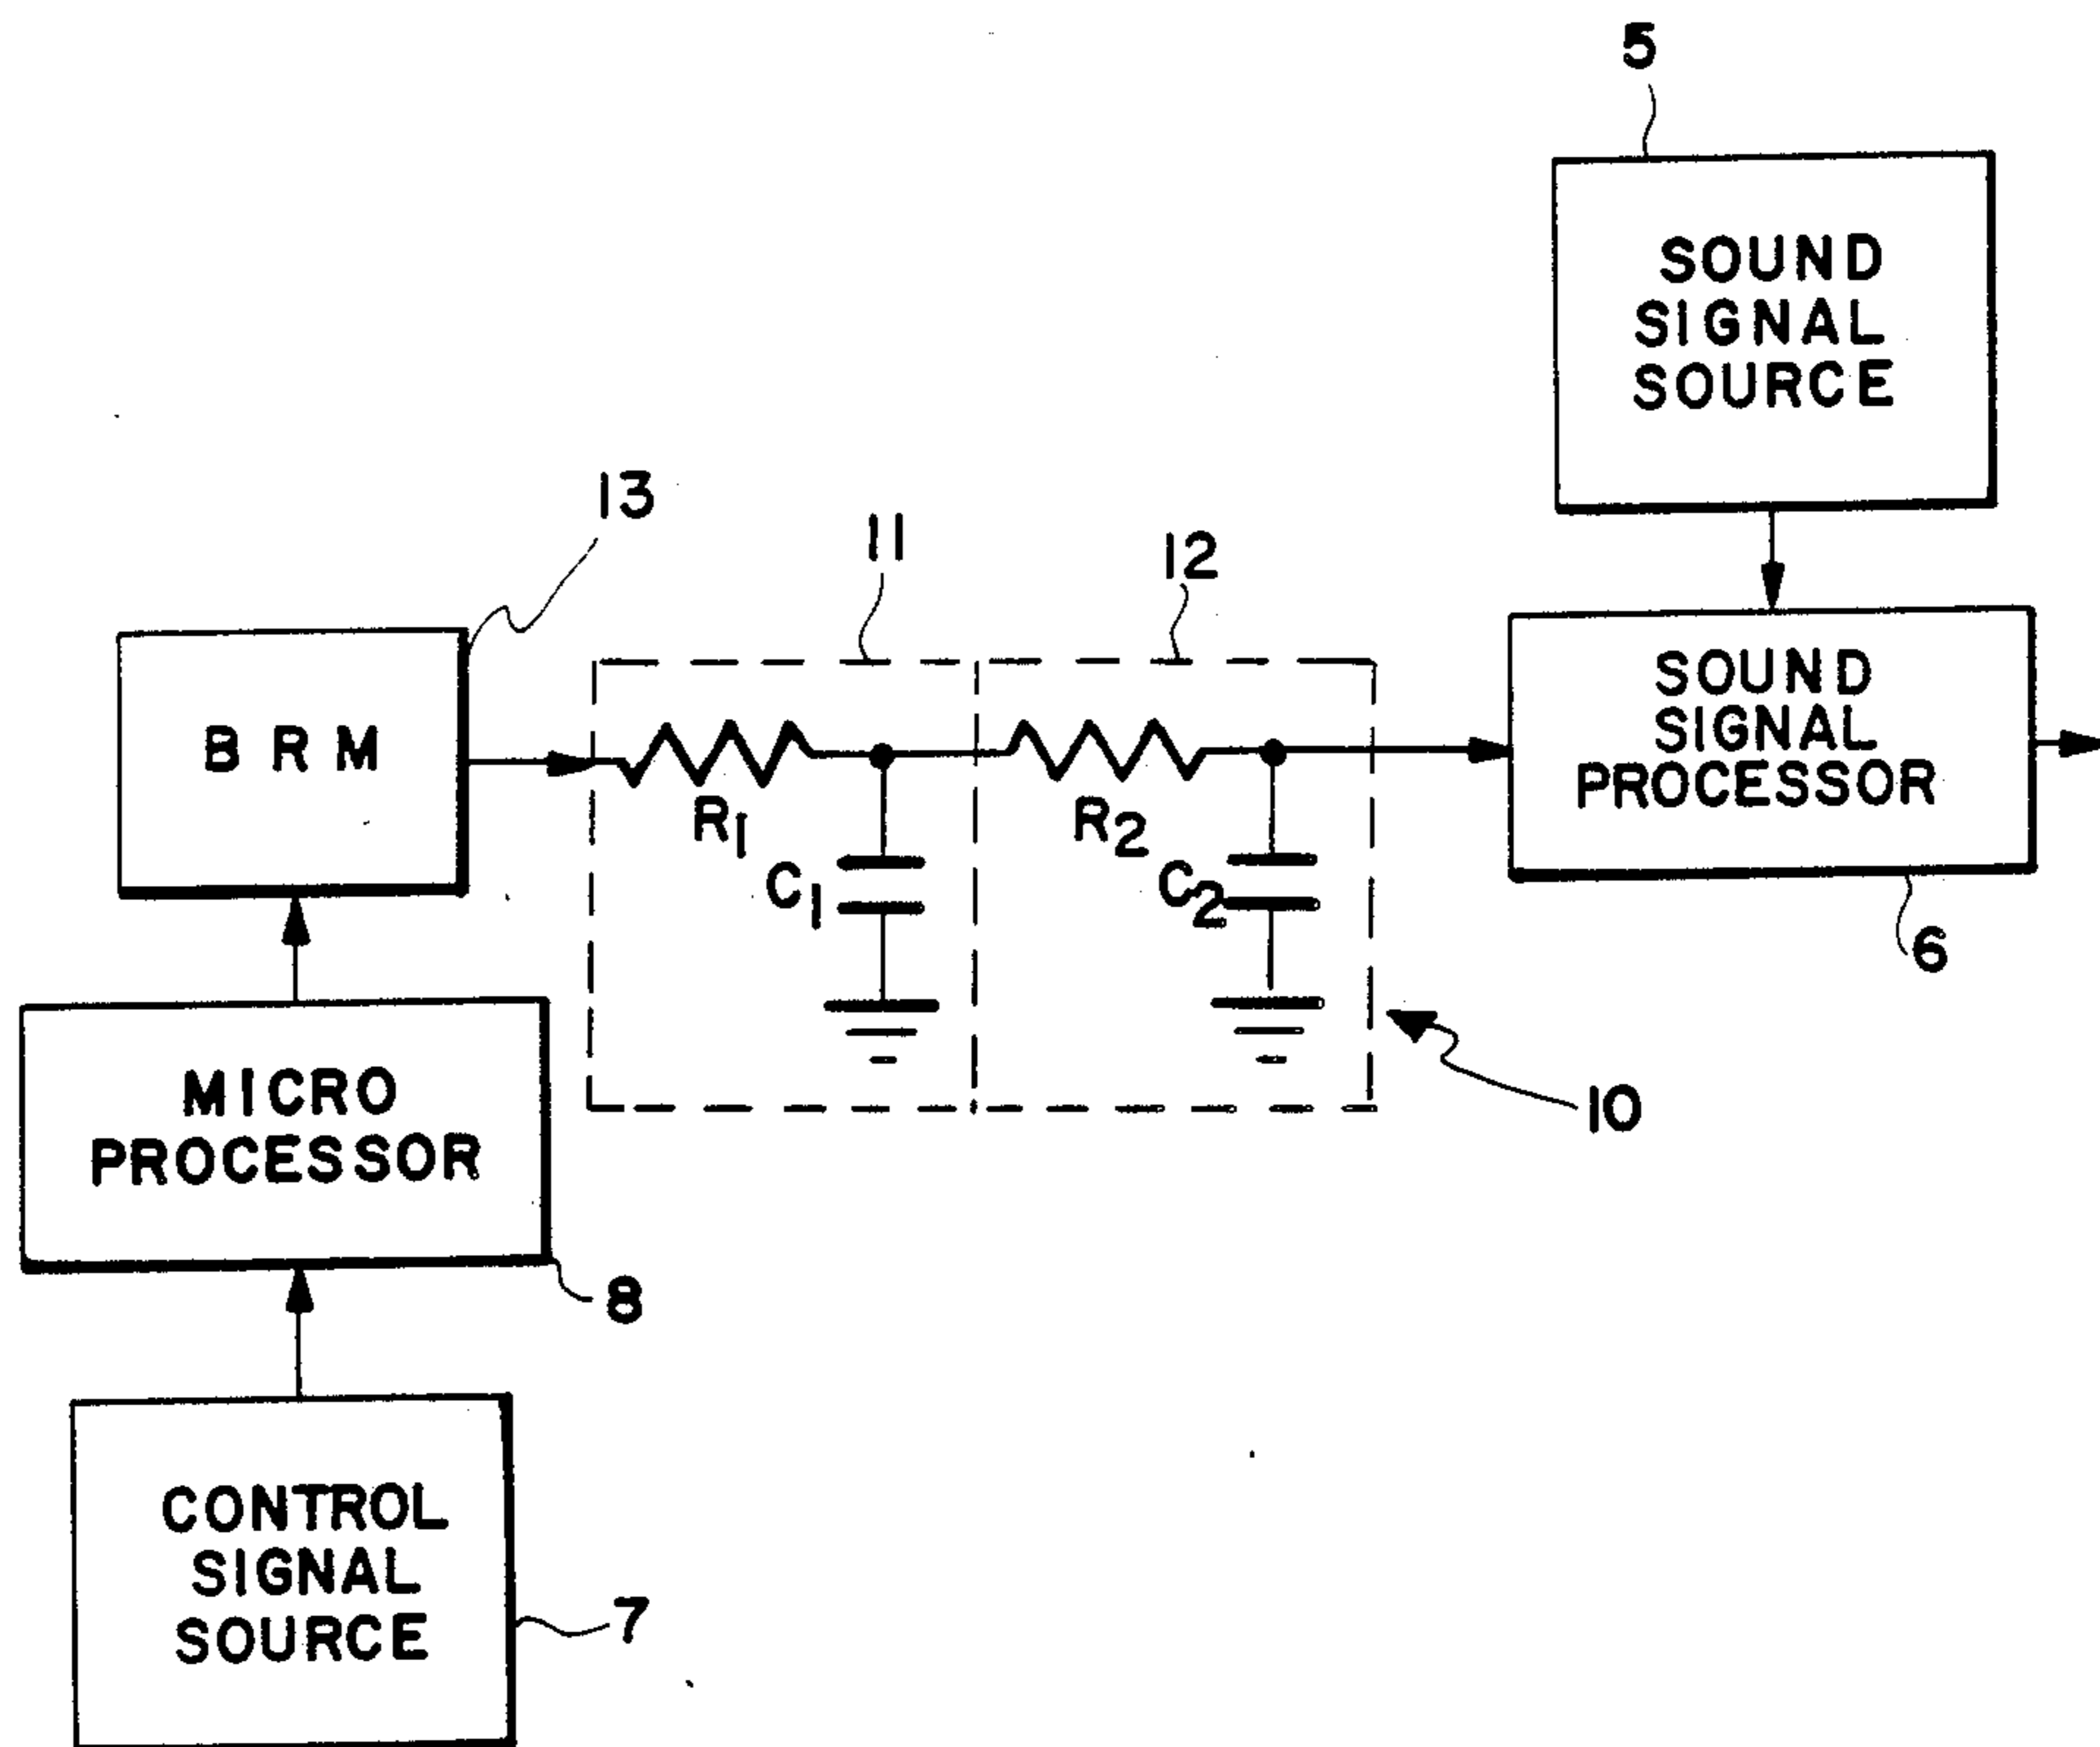 5
SOUND
SIGNAL
SOURCE
13
11
12
B R M
R1
C1
R2
C2
SOUND
SIGNAL
PROCESSOR
6
10
MICRO
PROCESSOR
8
CONTROL
SIGNAL
SOURCE
7